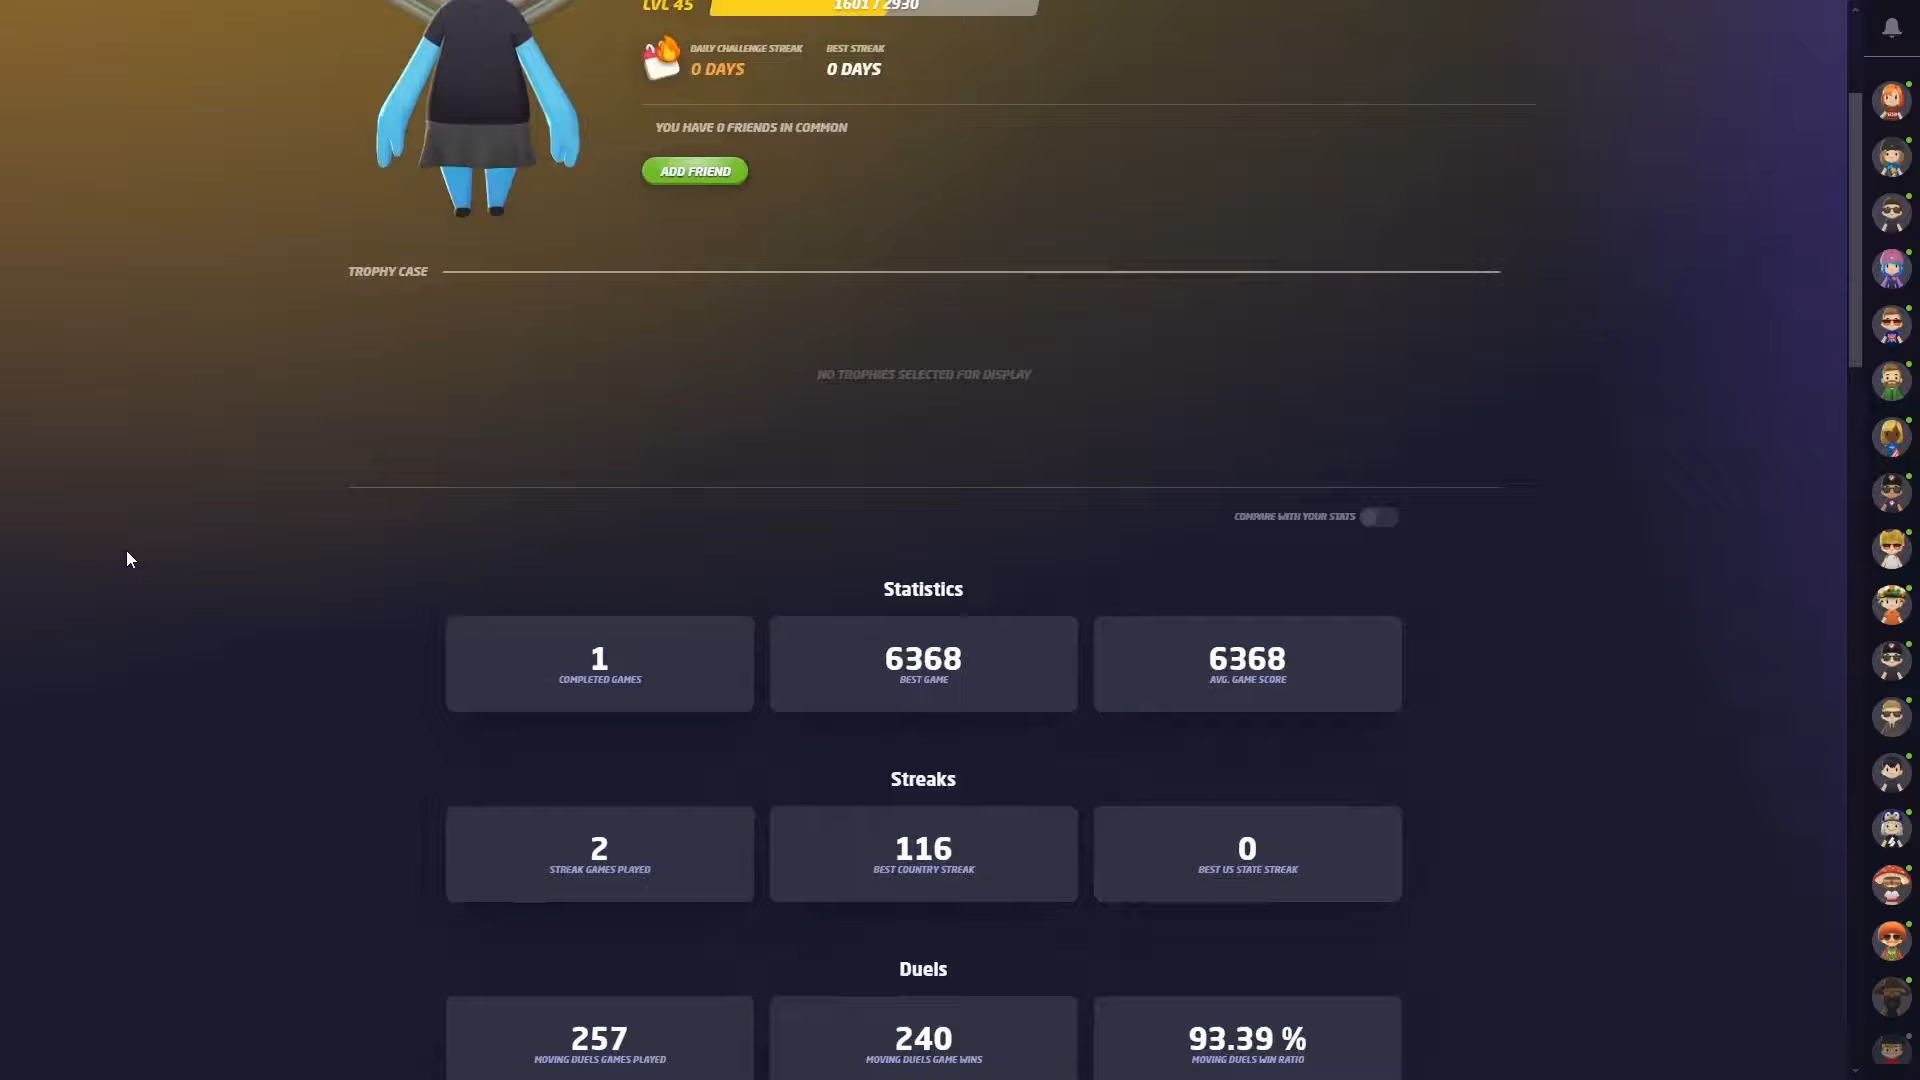 LVL 45
1601 / 2930
DAILY CHALLENGE STREAK
0 DAYS
BEST STREAK
0 DAYS
YOU HAVE 0 FRIENDS IN COMMON
ADD FRIEND
TROPHY CASE
NO TROPHIES SELECTED FOR DISPLAY
COMPARE WITH YOUR STATS
Statistics
1
COMPLETED GAMES
6368
BEST GAME
6368
AVG. GAME SCORE
Streaks
2
STREAK GAMES PLAYED
116
BEST COUNTRY STREAK
0
BEST US STATE STREAK
Duels
257
MOVING DUELS GAMES PLAYED
240
MOVING DUELS GAME WINS
93.39 %
MOVING DUELS WIN RATIO